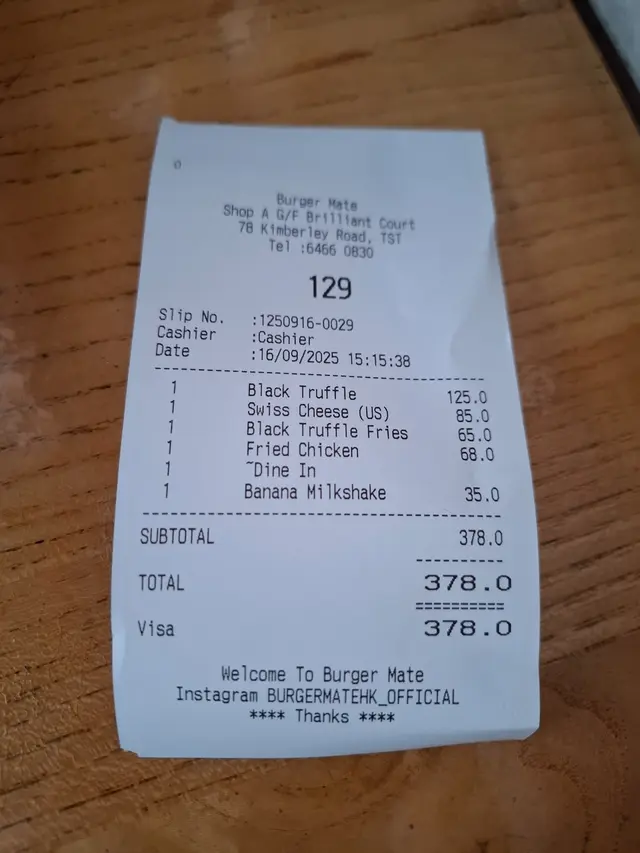 0
Burger Mate
Shop A G/F Brilliant Court
78 Kimberley Road, TST
Tel :6466 0830
129
Slip No. :1250916-0029
Cashier :Cashier
Date :16/09/2025 15:15:38
1 Black Truffle 125.0
1 Swiss Cheese (US) 85.0
1 Black Truffle Fries 65.0
1 Fried Chicken 68.0
1 ~Dine In
1 Banana Milkshake 35.0
SUBTOTAL 378.0
TOTAL 378.0
Visa 378.0
Welcome To Burger Mate
Instagram BURGERMATEHK_OFFICIAL
**** Thanks ****